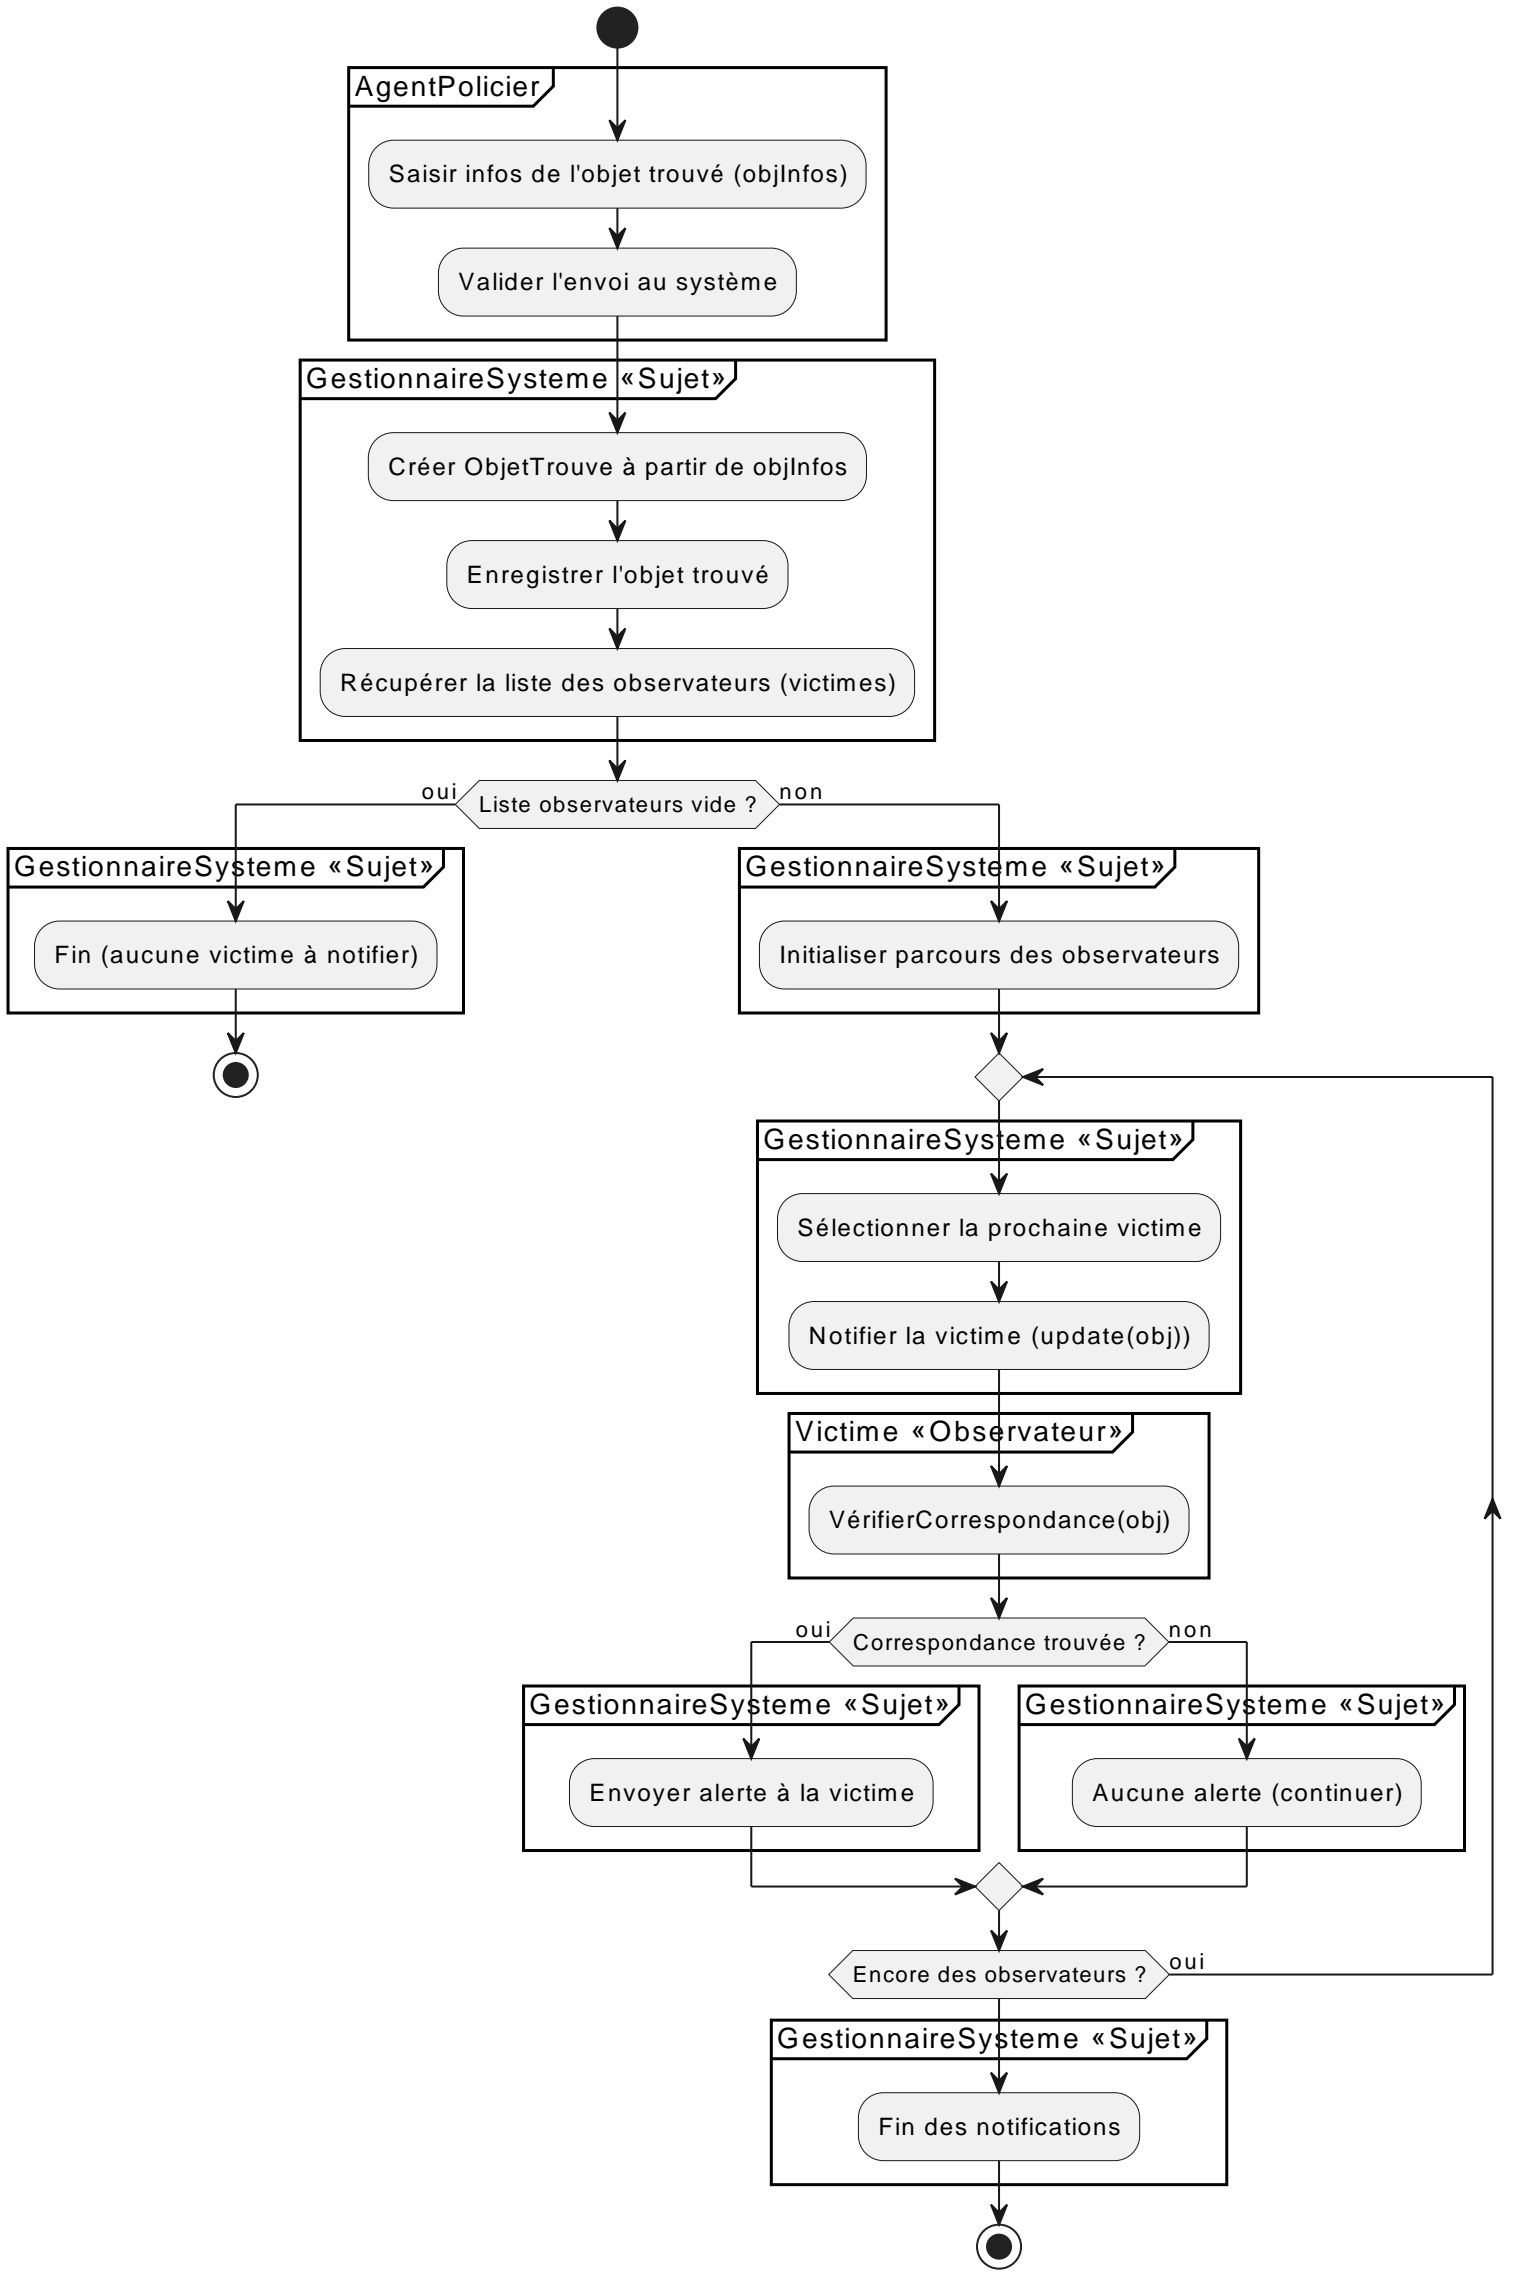 AgentPolicier
Saisir infos de l'objet trouvé (objInfos)
Valider l'envoi au système
GestionnaireSysteme «Sujet»
Créer ObjetTrouve à partir de objInfos
Enregistrer l'objet trouvé
Récupérer la liste des observateurs (victimes)
oui
Liste observateurs vide ?
non
GestionnaireSysteme «Sujet»
Fin (aucune victime à notifier)
GestionnaireSysteme «Sujet»
Initialiser parcours des observateurs
GestionnaireSysteme «Sujet»
Sélectionner la prochaine victime
Notifier la victime (update(obj))
Victime «Observateur»
VérifierCorrespondance(obj)
oui
Correspondance trouvée ?
non
GestionnaireSysteme «Sujet»
Envoyer alerte à la victime
GestionnaireSysteme «Sujet»
Aucune alerte (continuer)
Encore des observateurs ?
oui
GestionnaireSysteme «Sujet»
Fin des notifications